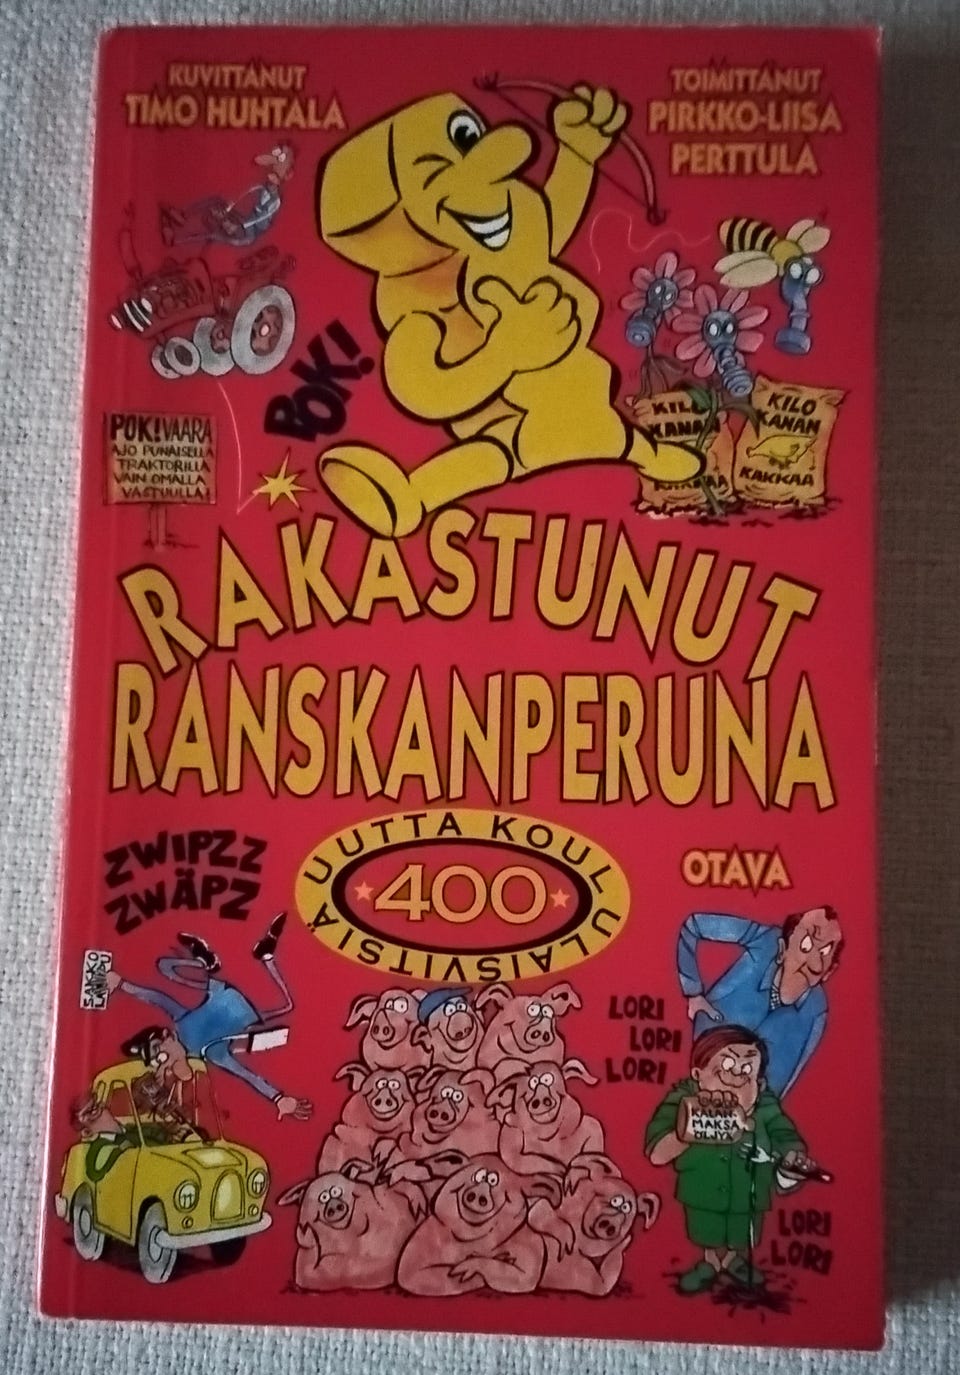 KUVITTANUT
TIMO HUHTALA
TOIMITTANUT
PIRKKO-LIISA
PERTTULA
POK!
POK! VAARA
AJO PUNAISELLA
TRAKTORILLA
VAIN OMALLA
VASTUULLA!
KILO
KANAN
KAKKAA
KILO
KANAN
KAKKAA
RAKASTUNUT
RANSKANPERUNA
400
UUTTA KOULULAISVITSIÄ
OTAVA
ZWIPZZ
ZWÄPZ
SAKKO
LAPPU
LORI
LORI
LORI
KALAN-
MAKSA
ÖLJYÄ
LORI
LORI